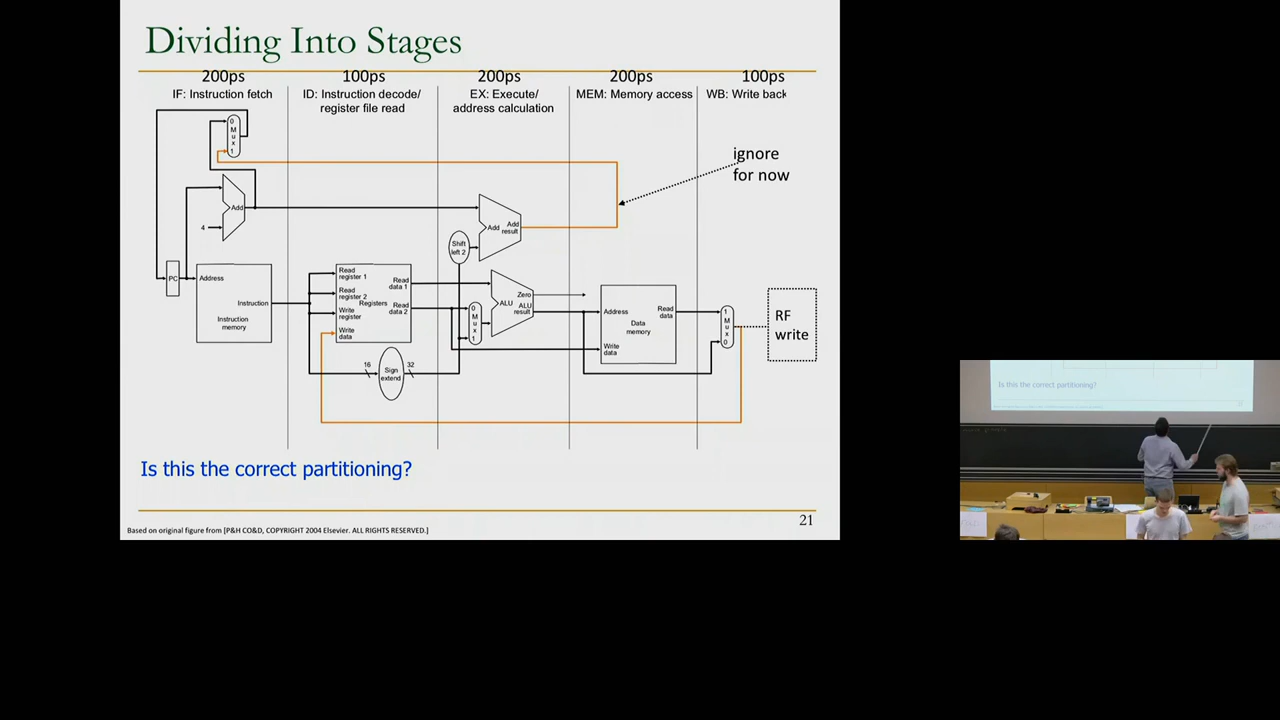 Dividing Into Stages
200ps 100ps 200ps 200ps 100ps
IF: Instruction fetch ID: Instruction decode/ EX: Execute/ MEM: Memory access WB: Write back
register file read address calculation
0
M
u
x
1
ignore
for now
Add
4
Add Add
result
Shift
left 2
PC
Address
Instruction
Instruction
memory
Read
register 1
Read
register 2
Registers
Write
register
Write
data
Read
data 1
Read
data 2
0
M
u
x
1
Zero
ALU ALU
result
Address
Read
data
Data
memory
Write
data
1
M
u
x
0
RF
write
16
Sign
extend
32
Is this the correct partitioning?
Based on original figure from [P&H CO&D, COPYRIGHT 2004 Elsevier. ALL RIGHTS RESERVED.]
21
Is this the correct partitioning?